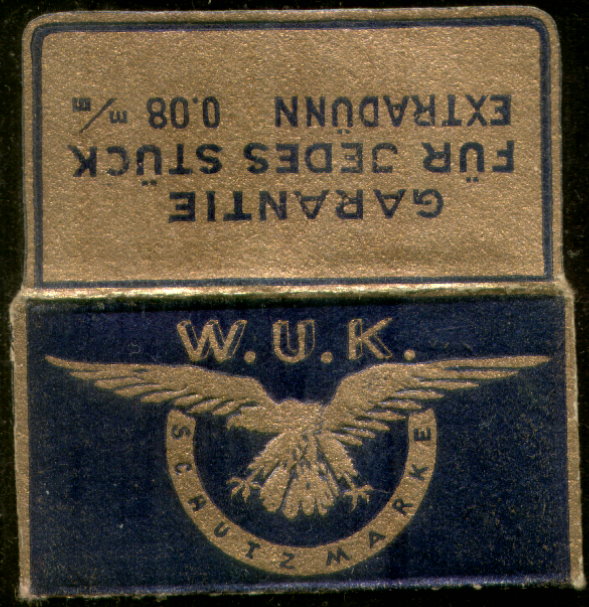 GARANTIE
FÜR JEDES STÜCK
EXTRADÜNN 0.08 m/m
W.U.K.
SCHUTZMARKE